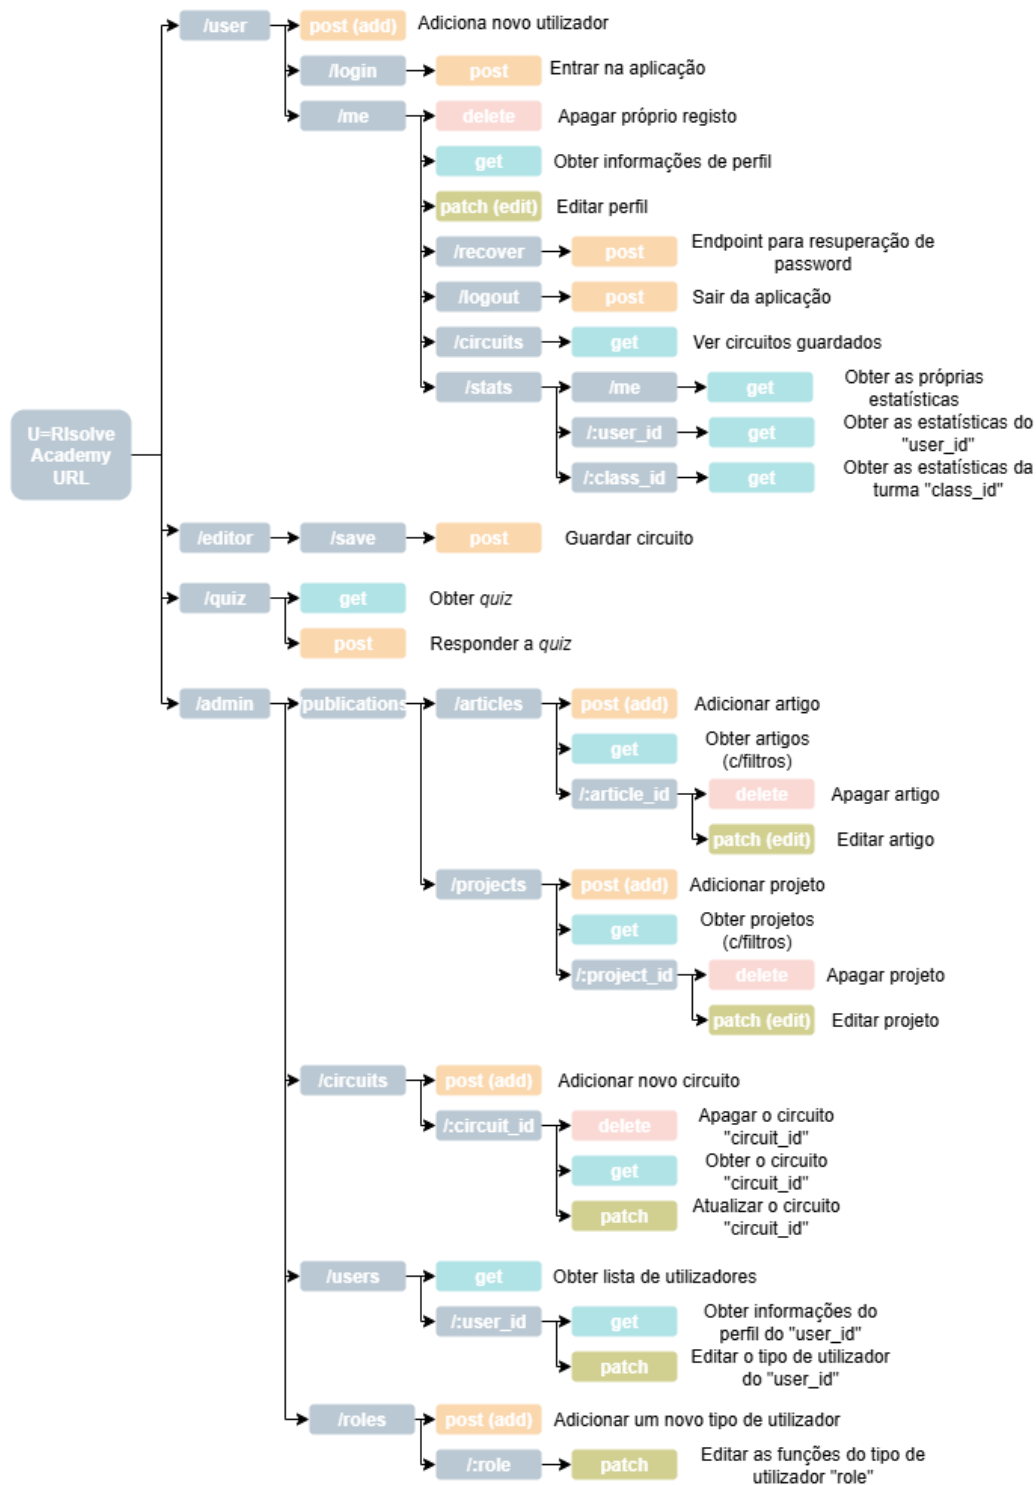 /user
post (add)
Adiciona novo utilizador
/login
post
Entrar na aplicação
/me
delete
Apagar próprio registo
get
Obter informações de perfil
patch (edit)
Editar perfil
/recover
post
Endpoint para resuperação de
password
/logout
post
Sair da aplicação
/circuits
get
Ver circuitos guardados
/stats
/me
get
Obter as próprias
estatísticas
/:user_id
get
Obter as estatísticas do
"user_id"
/:class_id
get
Obter as estatísticas da
turma "class_id"
U=RIsolve
Academy
URL
/editor
/save
post
Guardar circuito
/quiz
get
Obter quiz
post
Responder a quiz
/admin
publications
/articles
post (add)
Adicionar artigo
get
Obter artigos
(c/filtros)
/:article_id
delete
Apagar artigo
patch (edit)
Editar artigo
/projects
post (add)
Adicionar projeto
get
Obter projetos
(c/filtros)
/:project_id
delete
Apagar projeto
patch (edit)
Editar projeto
/circuits
post (add)
Adicionar novo circuito
/:circuit_id
delete
Apagar o circuito
"circuit_id"
get
Obter o circuito
"circuit_id"
patch
Atualizar o circuito
"circuit_id"
/users
get
Obter lista de utilizadores
/:user_id
get
Obter informações do
perfil do "user_id"
patch
Editar o tipo de utilizador
do "user_id"
/roles
post (add)
Adicionar um novo tipo de utilizador
/:role
patch
Editar as funções do tipo de
utilizador "role"